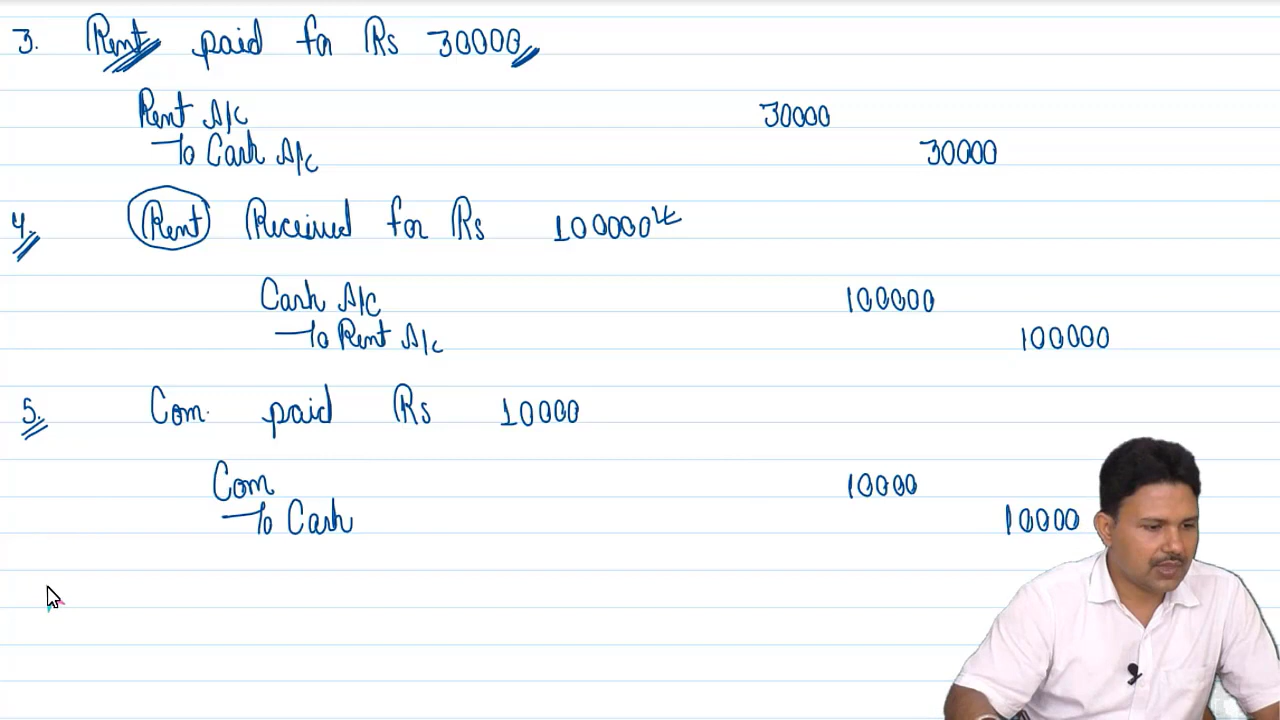 3. Rent paid for Rs 30000
Rent A/c 30000
To Cash A/c 30000
4. Rent Received for Rs 100000
Cash A/c 100000
To Rent A/c 100000
5. Com. paid Rs 10000
Com 10000
To Cash 10000